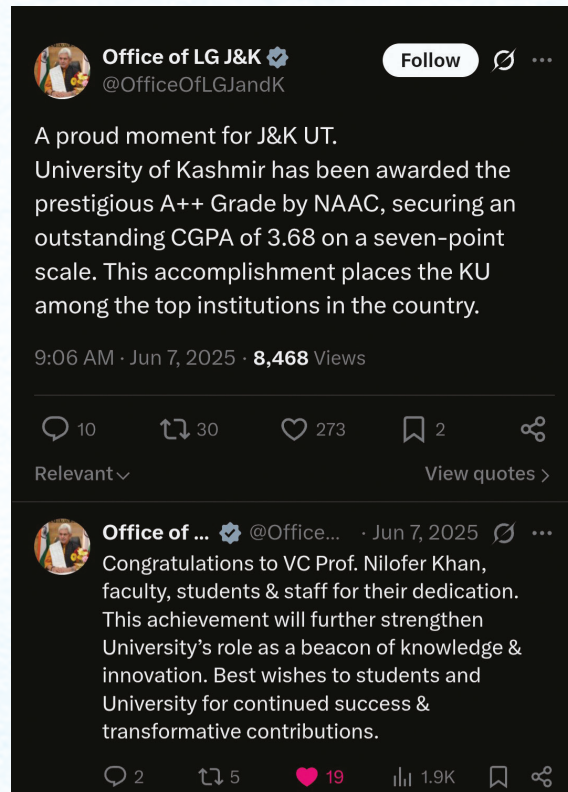 Office of LG J&K
@OfficeOfLGJandK
Follow
A proud moment for J&K UT.
University of Kashmir has been awarded the
prestigious A++ Grade by NAAC, securing an
outstanding CGPA of 3.68 on a seven-point
scale. This accomplishment places the KU
among the top institutions in the country.
9:06 AM · Jun 7, 2025 · 8,468 Views
10 30 273 2
Relevant
View quotes
Office of ... @Office... · Jun 7, 2025
Congratulations to VC Prof. Nilofer Khan,
faculty, students & staff for their dedication.
This achievement will further strengthen
University's role as a beacon of knowledge &
innovation. Best wishes to students and
University for continued success &
transformative contributions.
2 5 19 1.9K